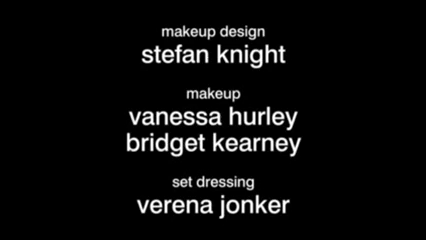 makeup design
stefan knight
makeup
vanessa hurley
bridget kearney
set dressing
verena jonker